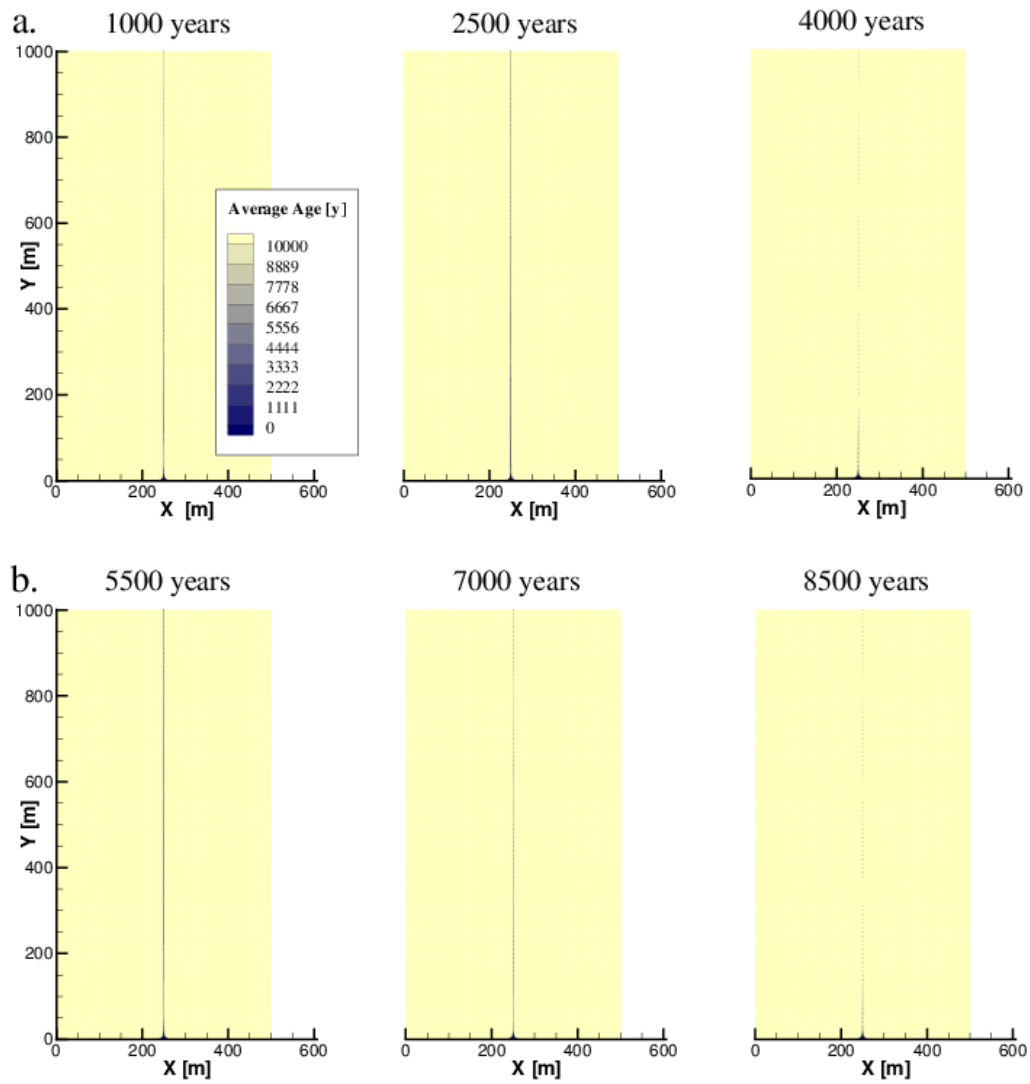 a.
1000 years
2500 years
4000 years
1000
800
600
400
200
0
Y [m]
Average Age [y]
10000
8889
7778
6667
5556
4444
3333
2222
1111
0
0 200 400 600
X [m]
0 200 400 600
X [m]
0 200 400 600
X [m]
b.
5500 years
7000 years
8500 years
1000
800
600
400
200
0
Y [m]
0 200 400 600
X [m]
0 200 400 600
X [m]
0 200 400 600
X [m]